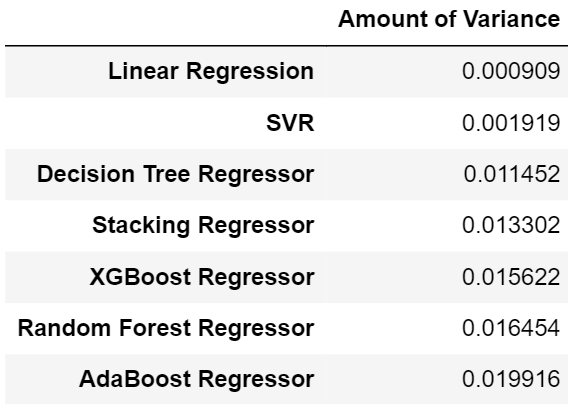 Amount of Variance
Linear Regression 0.000909
SVR 0.001919
Decision Tree Regressor 0.011452
Stacking Regressor 0.013302
XGBoost Regressor 0.015622
Random Forest Regressor 0.016454
AdaBoost Regressor 0.019916